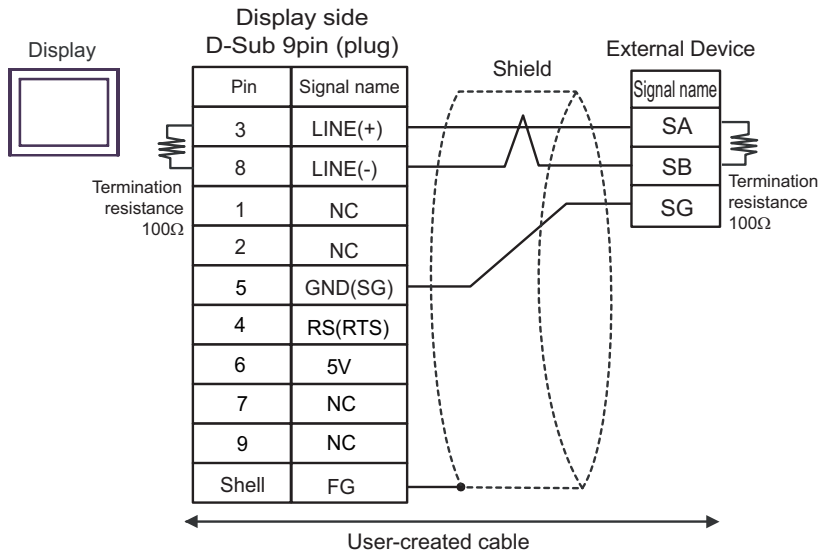 Display side
D-Sub 9pin (plug)
Display
External Device
Shield
Pin Signal name
Signal name
3 LINE(+)
SA
8 LINE(-)
SB
Termination
resistance
100Ω
Termination
resistance
100Ω
1 NC
SG
2 NC
5 GND(SG)
4 RS(RTS)
6 5V
7 NC
9 NC
Shell FG
User-created cable